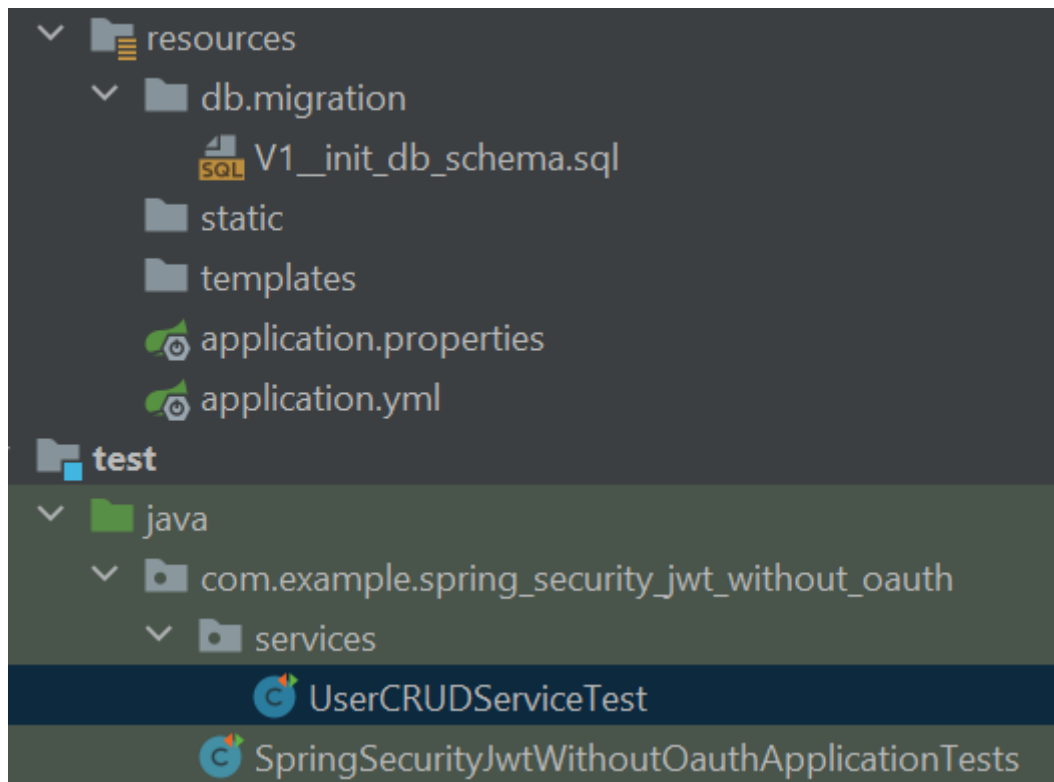 resources
db.migration
SQL V1__init_db_schema.sql
static
templates
application.properties
application.yml
test
java
com.example.spring_security_jwt_without_oauth
services
C UserCRUDServiceTest
C SpringSecurityJwtWithoutOauthApplicationTests